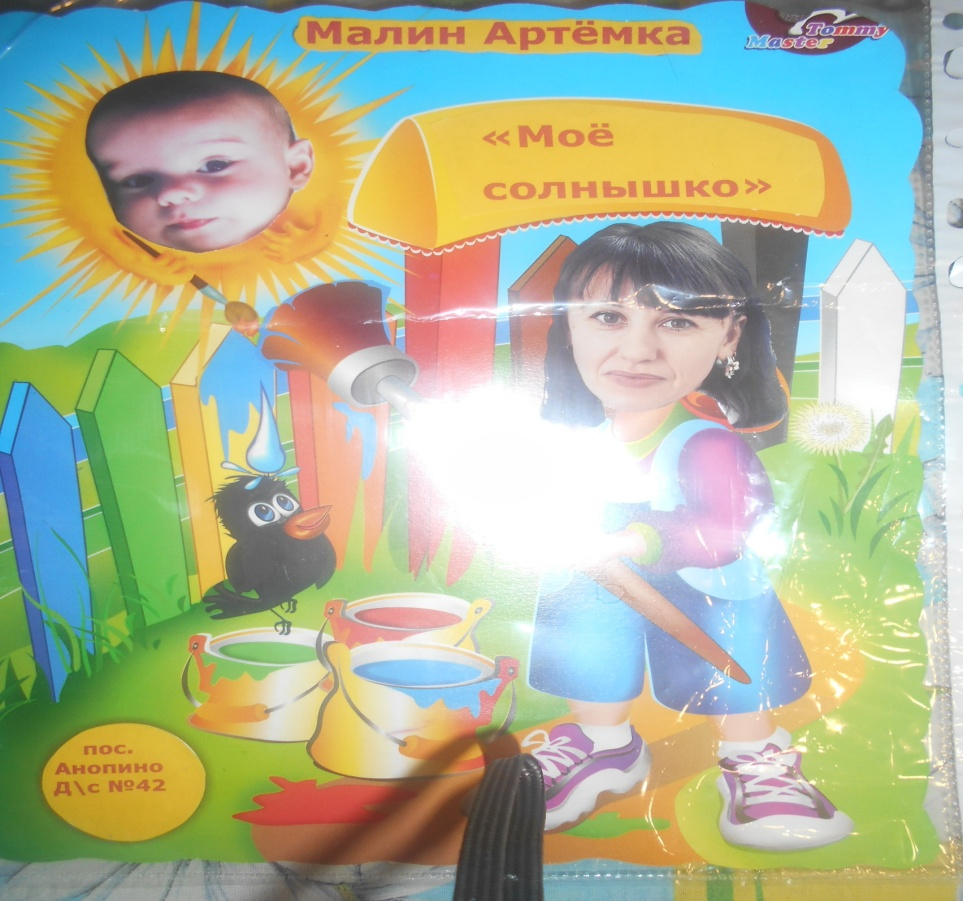 Малин Артёмка
Tommy
Master
«Моё
солнышко»
пос.
Анопино
Д\с №42